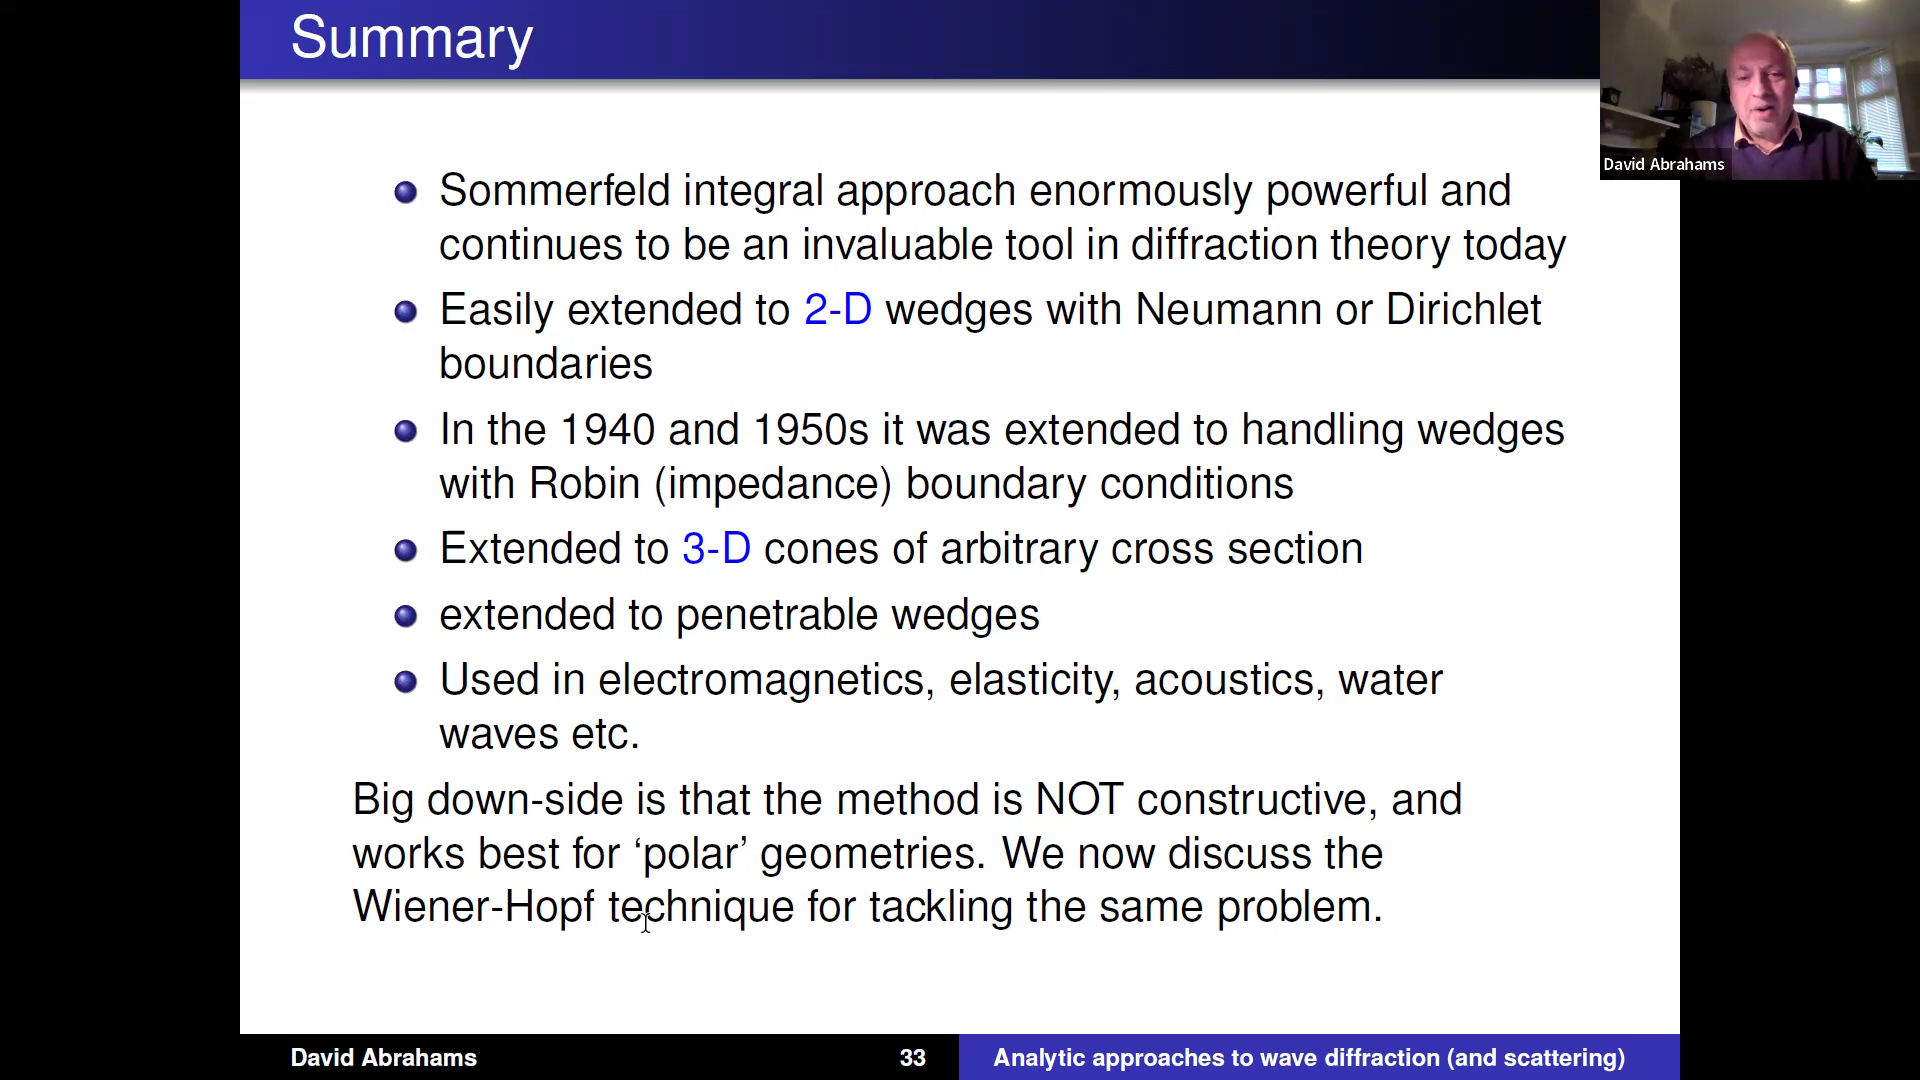 Summary
David Abrahams
Sommerfeld integral approach enormously powerful and
continues to be an invaluable tool in diffraction theory today
Easily extended to 2-D wedges with Neumann or Dirichlet
boundaries
In the 1940 and 1950s it was extended to handling wedges
with Robin (impedance) boundary conditions
Extended to 3-D cones of arbitrary cross section
extended to penetrable wedges
Used in electromagnetics, elasticity, acoustics, water
waves etc.
Big down-side is that the method is NOT constructive, and
works best for ‘polar’ geometries. We now discuss the
Wiener-Hopf technique for tackling the same problem.
David Abrahams 33 Analytic approaches to wave diffraction (and scattering)